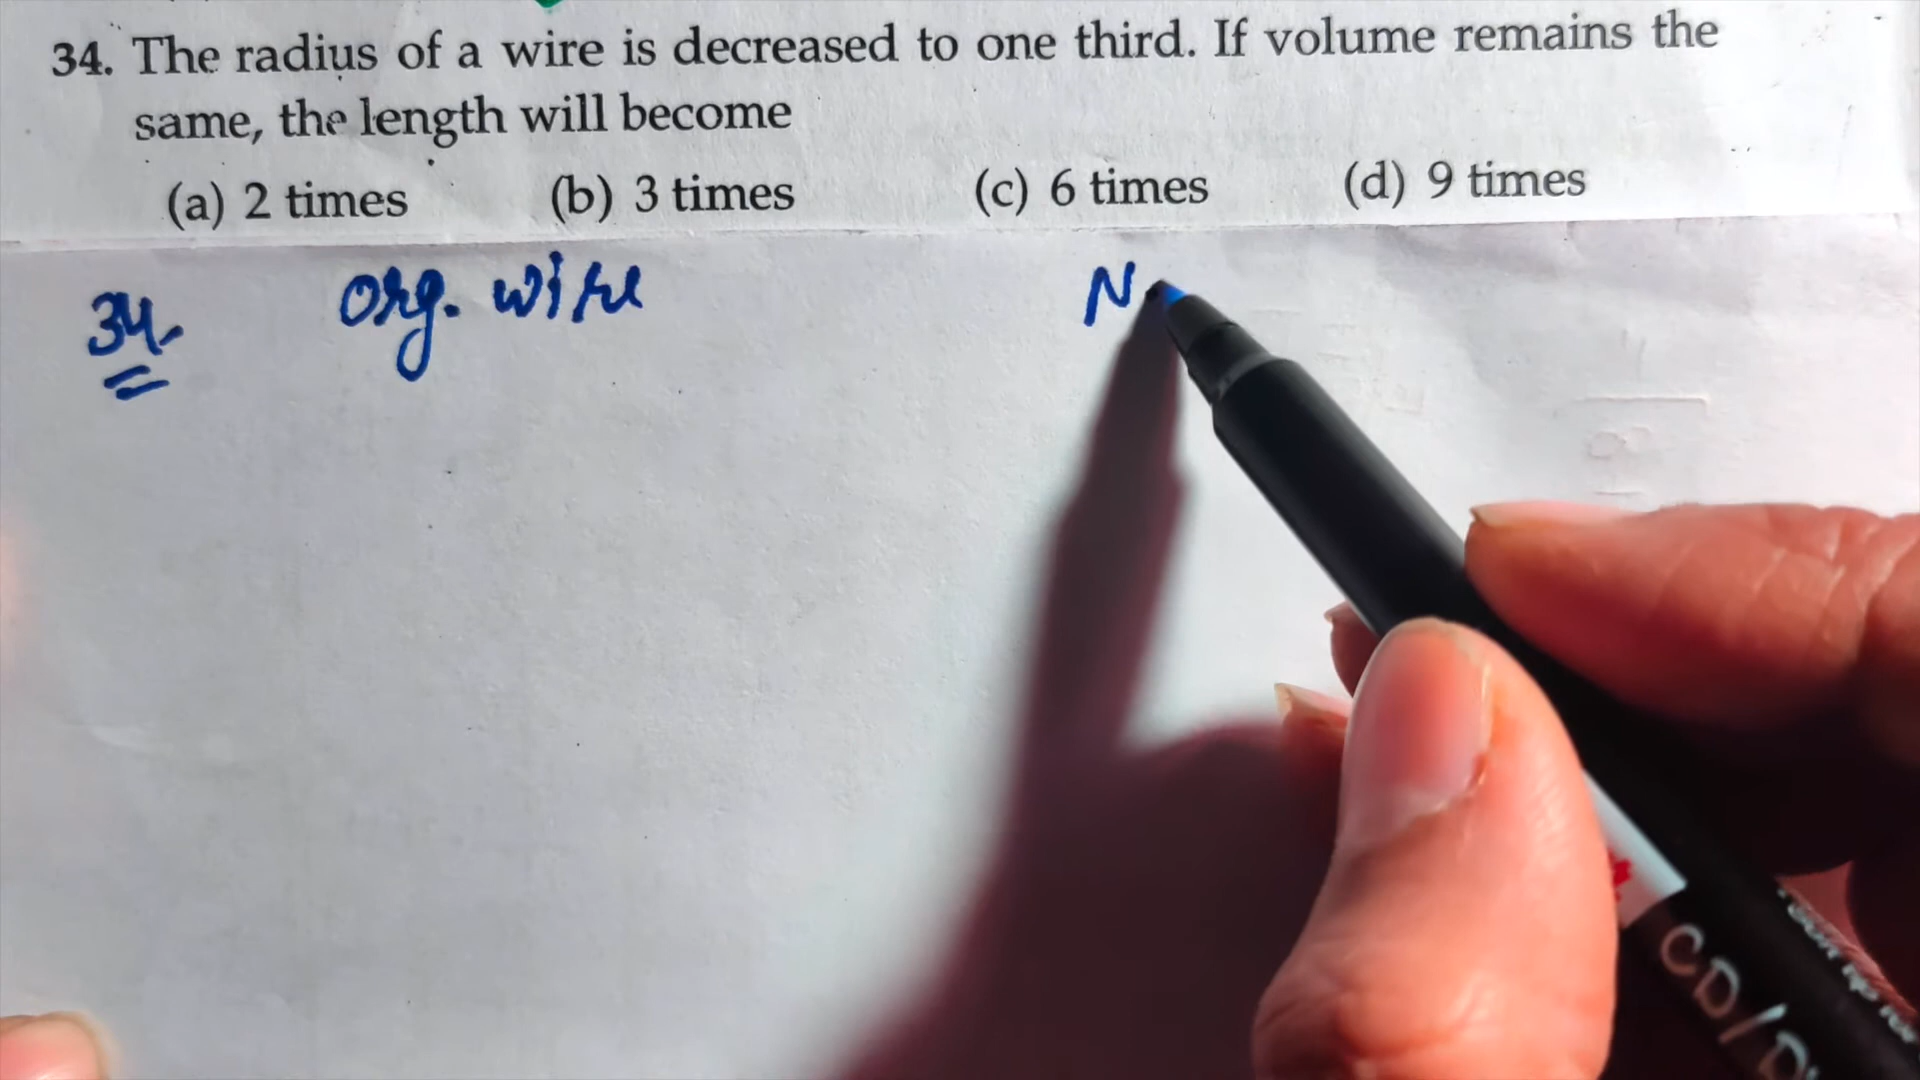 34. The radius of a wire is decreased to one third. If volume remains the
same, the length will become
(a) 2 times (b) 3 times (c) 6 times (d) 9 times
34. org. wire N
CD/D